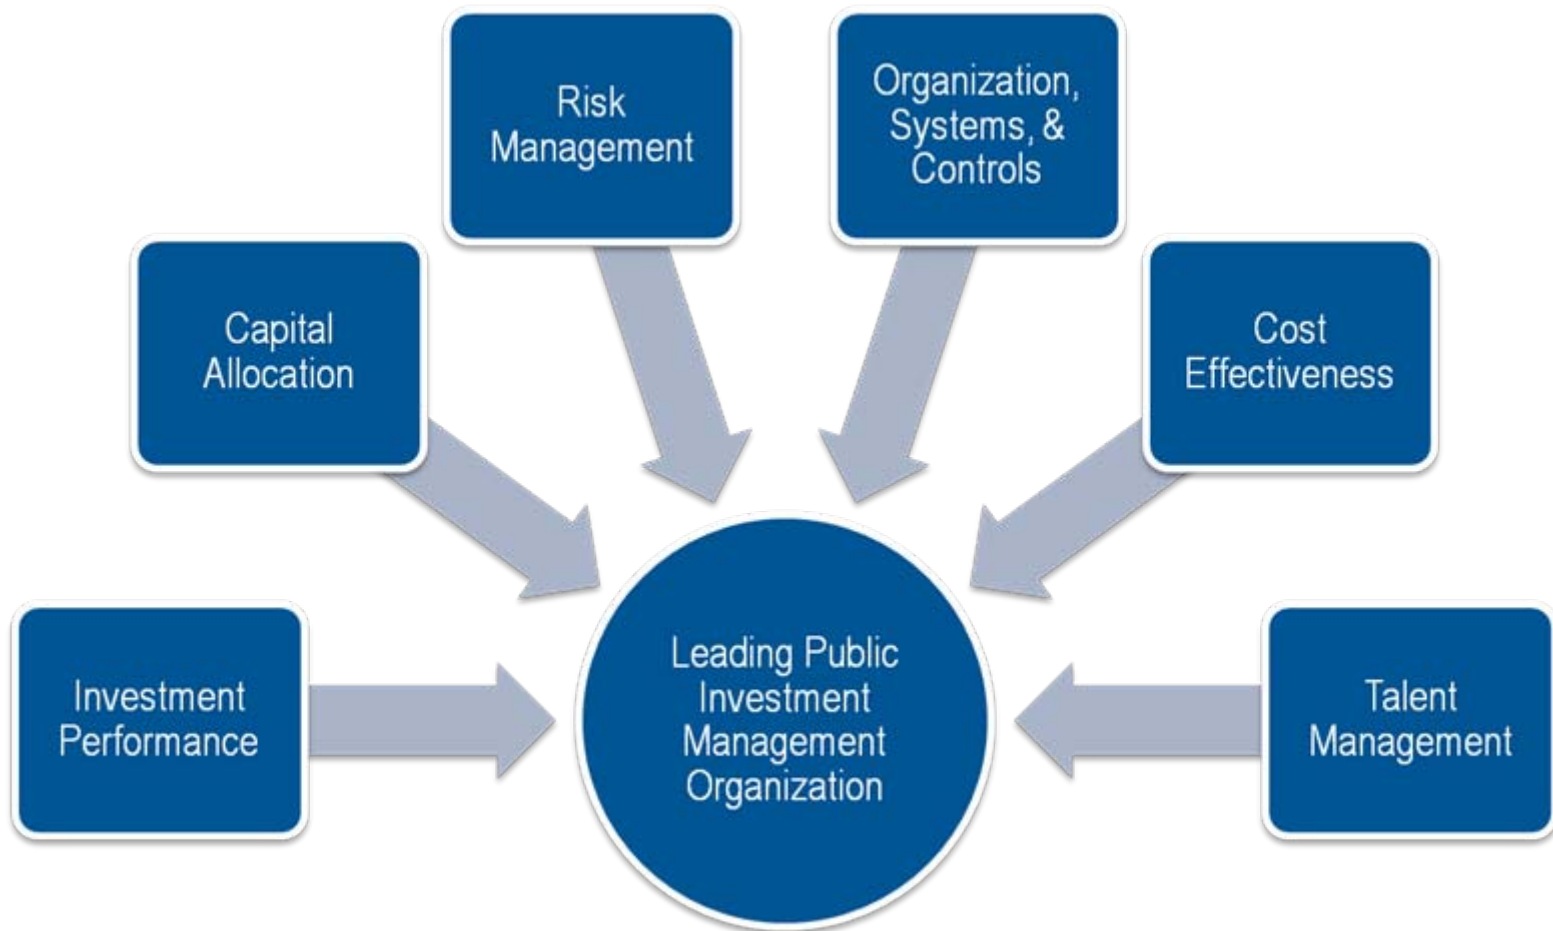 Risk
Management
Organization,
Systems, &
Controls
Capital
Allocation
Cost
Effectiveness
Investment
Performance
Leading Public
Investment
Management
Organization
Talent
Management